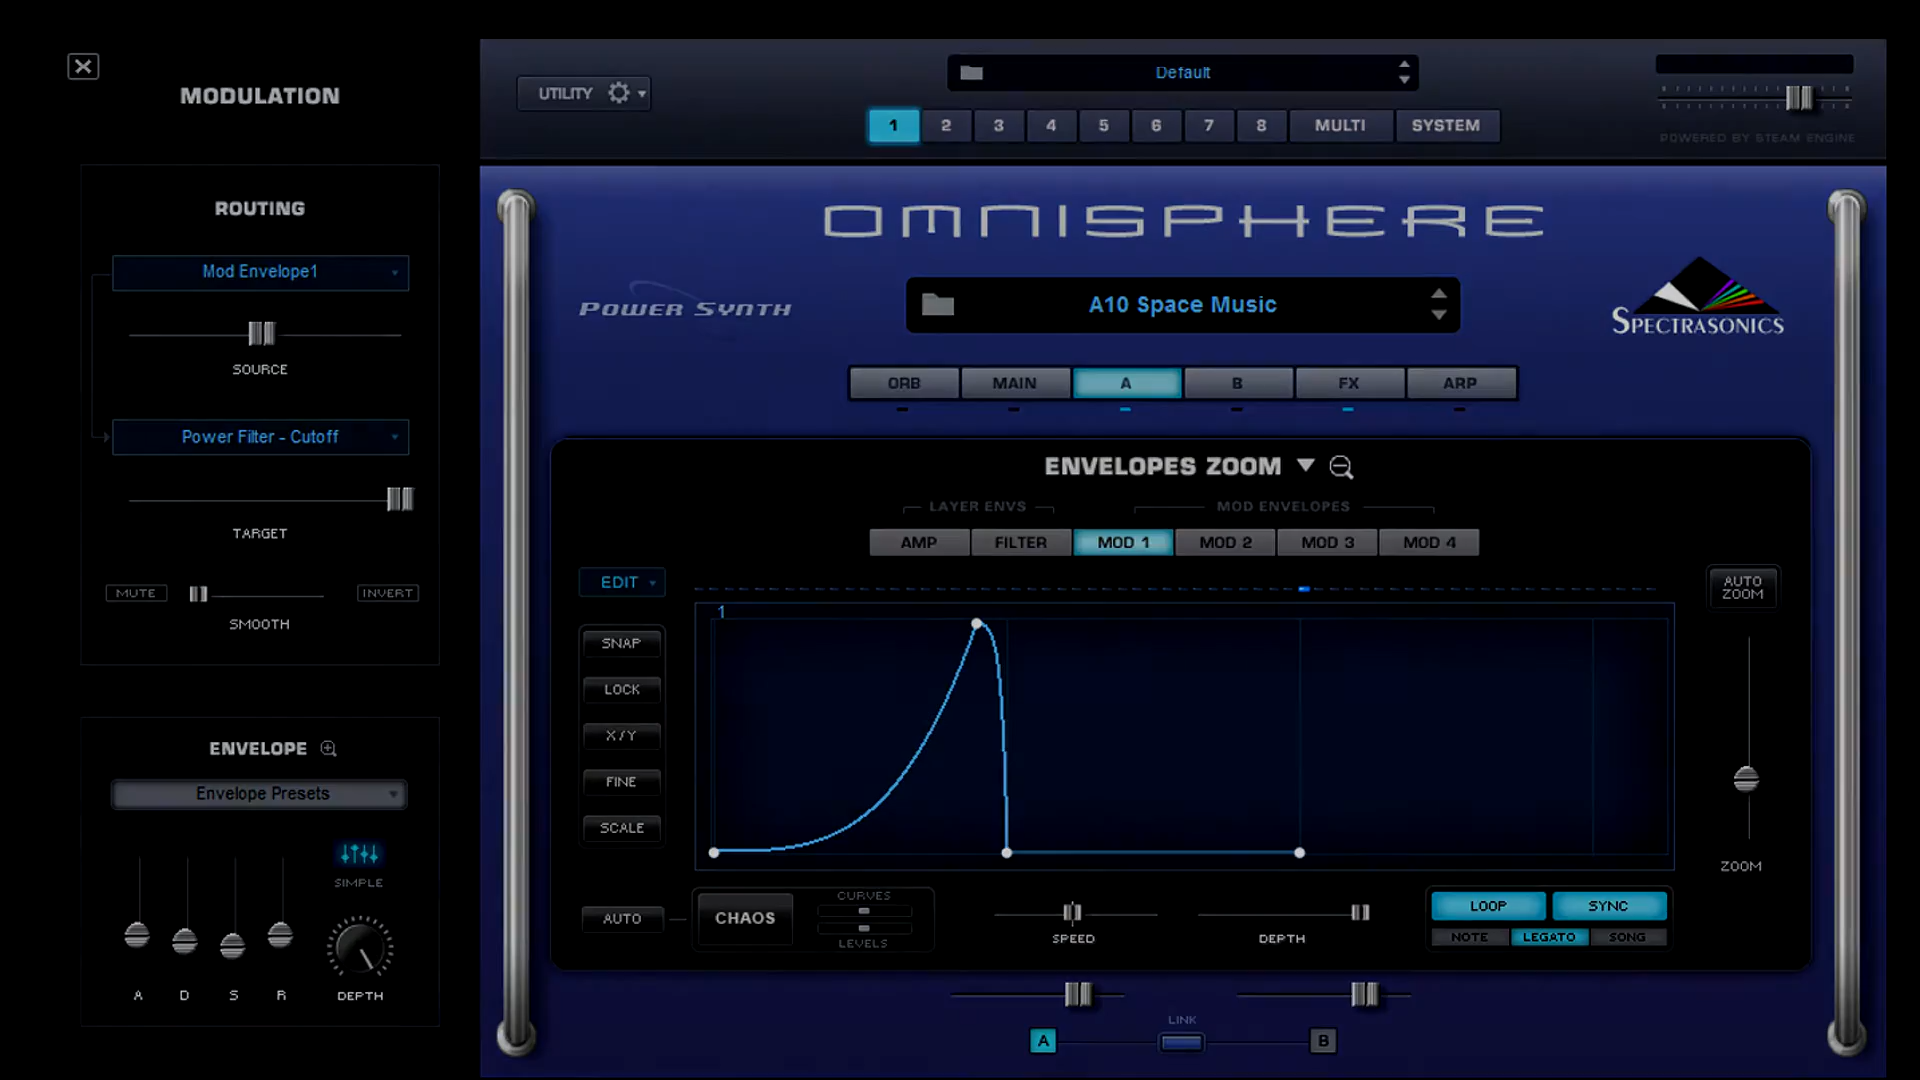 MODULATION
ROUTING
Mod Envelope1
SOURCE
Power Filter - Cutoff
TARGET
MUTE
INVERT
SMOOTH
ENVELOPE
Envelope Presets
SIMPLE
A D S R DEPTH
UTILITY
Default
1 2 3 4 5 6 7 8 MULTI SYSTEM
POWERED BY STEAM ENGINE
OMNISPHERE
POWER SYNTH
A10 Space Music
SPECTRASONICS
ORB MAIN A B FX ARP
ENVELOPES ZOOM
LAYER ENVS MOD ENVELOPES
AMP FILTER MOD 1 MOD 2 MOD 3 MOD 4
EDIT
AUTO
ZOOM
1
SNAP
LOCK
X/Y
FINE
SCALE
ZOOM
AUTO
CHAOS
CURVES
LEVELS
SPEED
DEPTH
LOOP SYNC
NOTE LEGATO SONG
LINK
A B